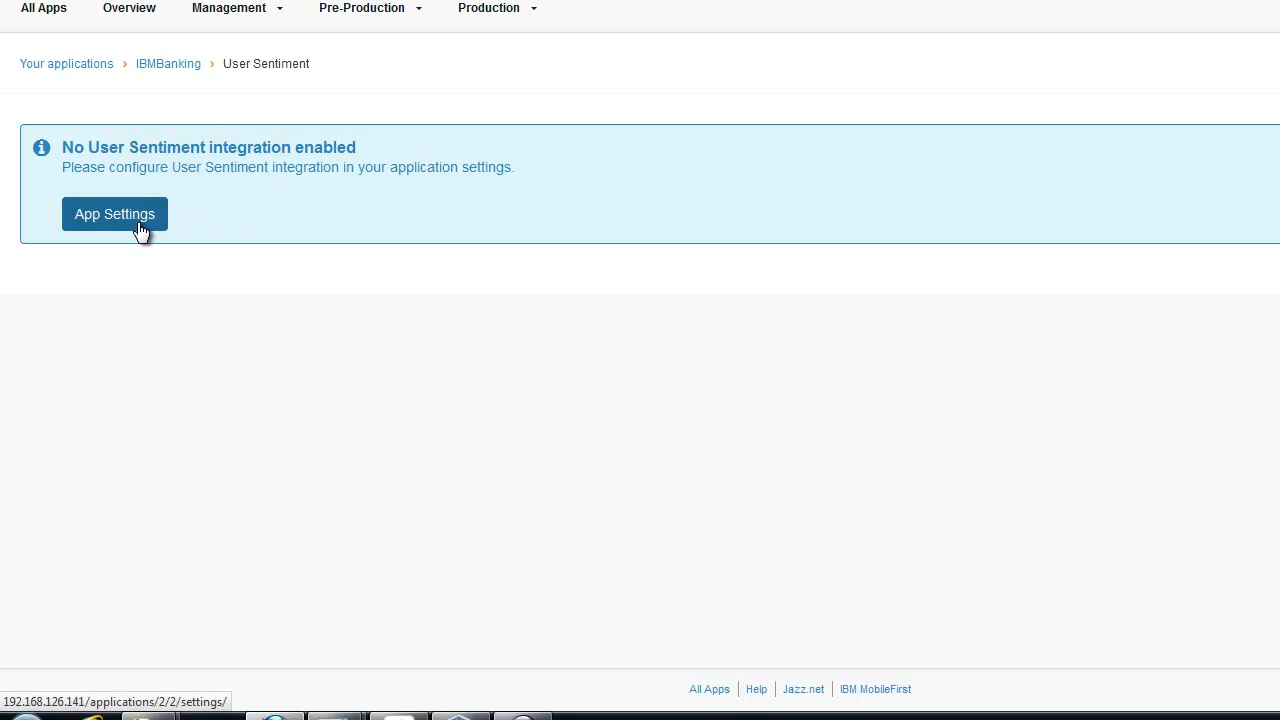 All Apps Overview Management Pre-Production Production
Your applications › IBMBanking › User Sentiment
No User Sentiment integration enabled
Please configure User Sentiment integration in your application settings.
App Settings
All Apps Help Jazz.net IBM MobileFirst
192.168.126.141/applications/2/2/settings/